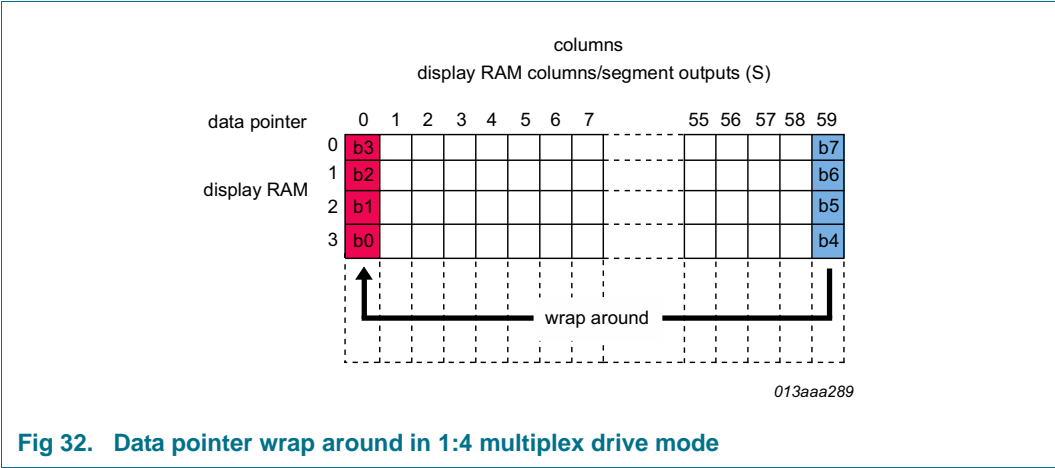 columns
display RAM columns/segment outputs (S)
data pointer 0 1 2 3 4 5 6 7 55 56 57 58 59
0 b3 b7
display RAM 1 b2 b6
2 b1 b5
3 b0 b4
wrap around
013aaa289
Fig 32. Data pointer wrap around in 1:4 multiplex drive mode